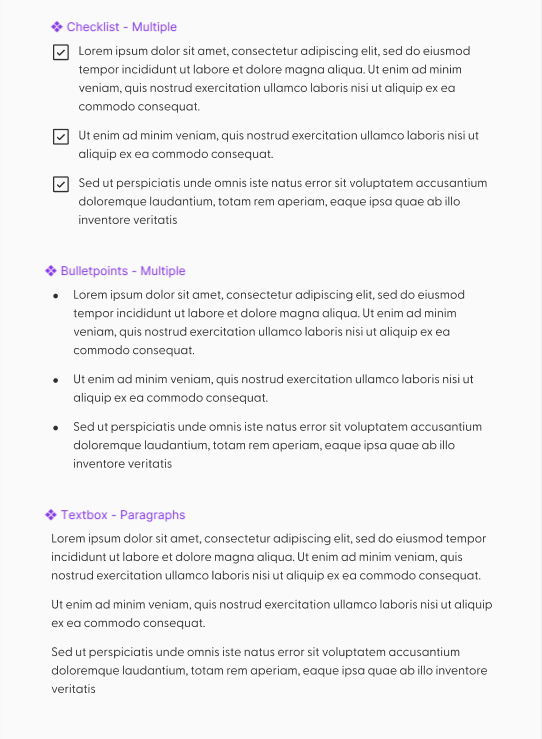 Checklist - Multiple
Lorem ipsum dolor sit amet, consectetur adipiscing elit, sed do eiusmod
tempor incididunt ut labore et dolore magna aliqua. Ut enim ad minim
veniam, quis nostrud exercitation ullamco laboris nisi ut aliquip ex ea
commodo consequat.
Ut enim ad minim veniam, quis nostrud exercitation ullamco laboris nisi ut
aliquip ex ea commodo consequat.
Sed ut perspiciatis unde omnis iste natus error sit voluptatem accusantium
doloremque laudantium, totam rem aperiam, eaque ipsa quae ab illo
inventore veritatis
Bulletpoints - Multiple
Lorem ipsum dolor sit amet, consectetur adipiscing elit, sed do eiusmod
tempor incididunt ut labore et dolore magna aliqua. Ut enim ad minim
veniam, quis nostrud exercitation ullamco laboris nisi ut aliquip ex ea
commodo consequat.
Ut enim ad minim veniam, quis nostrud exercitation ullamco laboris nisi ut
aliquip ex ea commodo consequat.
Sed ut perspiciatis unde omnis iste natus error sit voluptatem accusantium
doloremque laudantium, totam rem aperiam, eaque ipsa quae ab illo
inventore veritatis
Textbox - Paragraphs
Lorem ipsum dolor sit amet, consectetur adipiscing elit, sed do eiusmod tempor
incididunt ut labore et dolore magna aliqua. Ut enim ad minim veniam, quis
nostrud exercitation ullamco laboris nisi ut aliquip ex ea commodo consequat.
Ut enim ad minim veniam, quis nostrud exercitation ullamco laboris nisi ut aliquip
ex ea commodo consequat.
Sed ut perspiciatis unde omnis iste natus error sit voluptatem accusantium
doloremque laudantium, totam rem aperiam, eaque ipsa quae ab illo inventore
veritatis